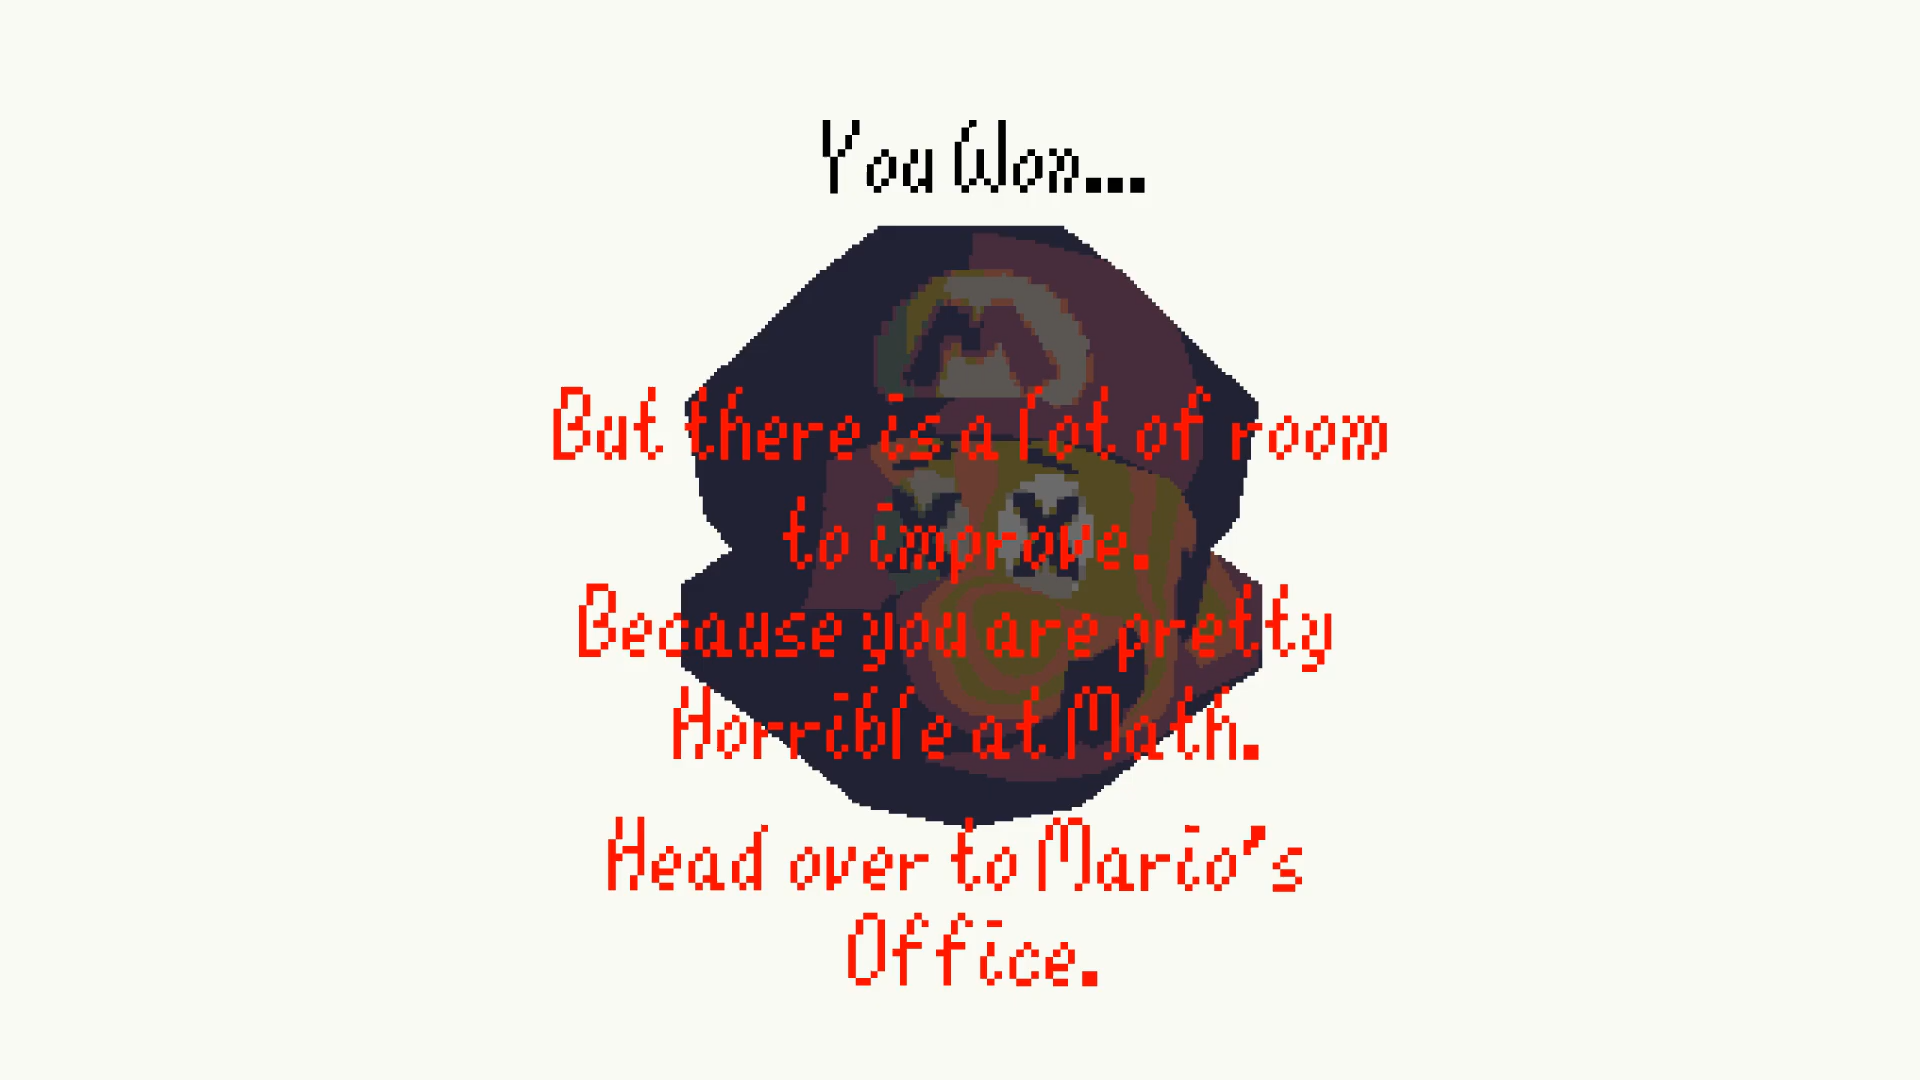 You Won...
M
But there is a lot of room
to improve.
Because you are pretty
Horrible at Math.
Head over to Mario's
Office.